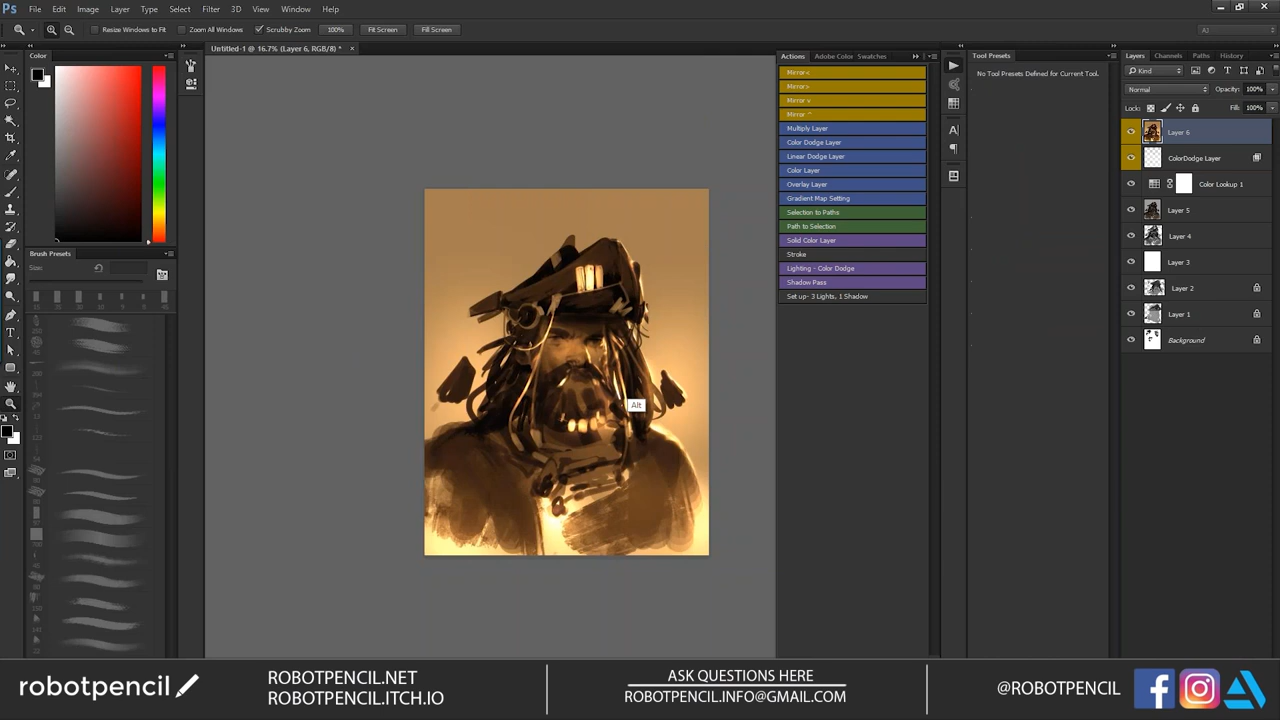 Ps File Edit Image Layer Type Select Filter 3D View Window Help
Resize Windows to Fit Zoom All Windows Scrubby Zoom 100% Fit Screen Fill Screen AJ
Untitled-1 @ 16.7% (Layer 6, RGB/8) *
Color
Brush Presets
Size:
Actions Adobe Color Swatches
Mirror<
Mirror>
Mirror v
Mirror ^
Multiply Layer
Color Dodge Layer
Linear Dodge Layer
Color Layer
Overlay Layer
Gradient Map Setting
Selection to Paths
Path to Selection
Solid Color Layer
Stroke
Lighting - Color Dodge
Shadow Pass
Set up- 3 Lights, 1 Shadow
Tool Presets
No Tool Presets Defined for Current Tool.
Layers Channels Paths History
Kind
Normal Opacity: 100%
Lock: Fill: 100%
Layer 6
ColorDodge Layer
Color Lookup 1
Layer 5
Layer 4
Layer 3
Layer 2
Layer 1
Background
Alt
robotpencil
ROBOTPENCIL.NET
ROBOTPENCIL.ITCH.IO
ASK QUESTIONS HERE
ROBOTPENCIL.INFO@GMAIL.COM
@ROBOTPENCIL